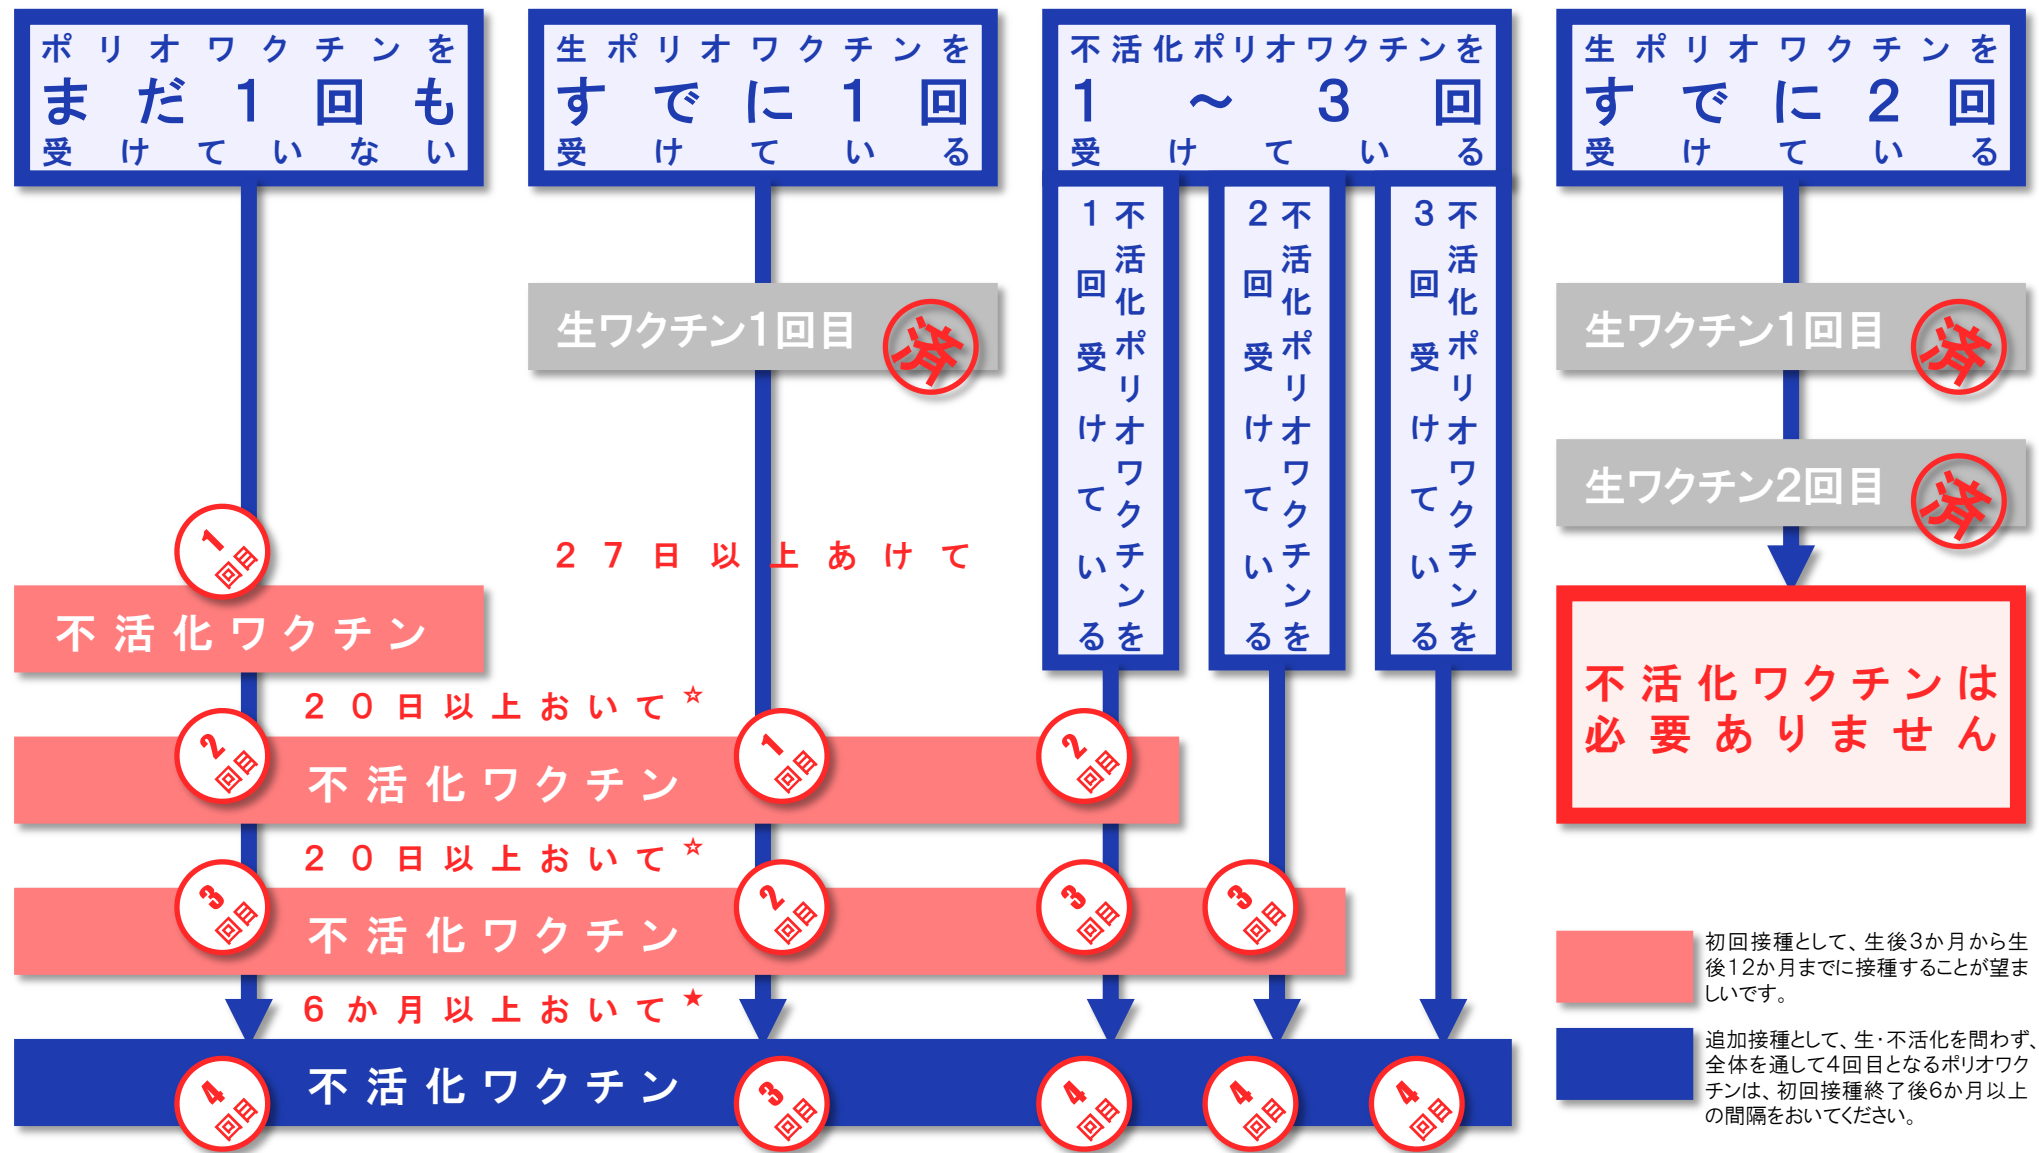 ポリオワクチンを
まだ１回も
受けていない
生ポリオワクチンを
すでに１回
受けている
不活化ポリオワクチンを
１～３回
受けている
生ポリオワクチンを
すでに２回
受けている
不活化ポリオワクチンを
１回受けている
不活化ポリオワクチンを
２回受けている
不活化ポリオワクチンを
３回受けている
生ワクチン1回目
済
生ワクチン1回目
済
生ワクチン2回目
済
２７日以上あけて
1回目
不活化ワクチン
不活化ワクチンは
必要ありません
２０日以上おいて☆
2回目
不活化ワクチン
1回目
2回目
２０日以上おいて☆
3回目
不活化ワクチン
2回目
3回目
3回目
６か月以上おいて★
4回目
不活化ワクチン
3回目
4回目
4回目
4回目
初回接種として、生後3か月から生
後12か月までに接種することが望ま
しいです。
追加接種として、生・不活化を問わず、
全体を通して4回目となるポリオワク
チンは、初回接種終了後6か月以上
の間隔をおいてください。